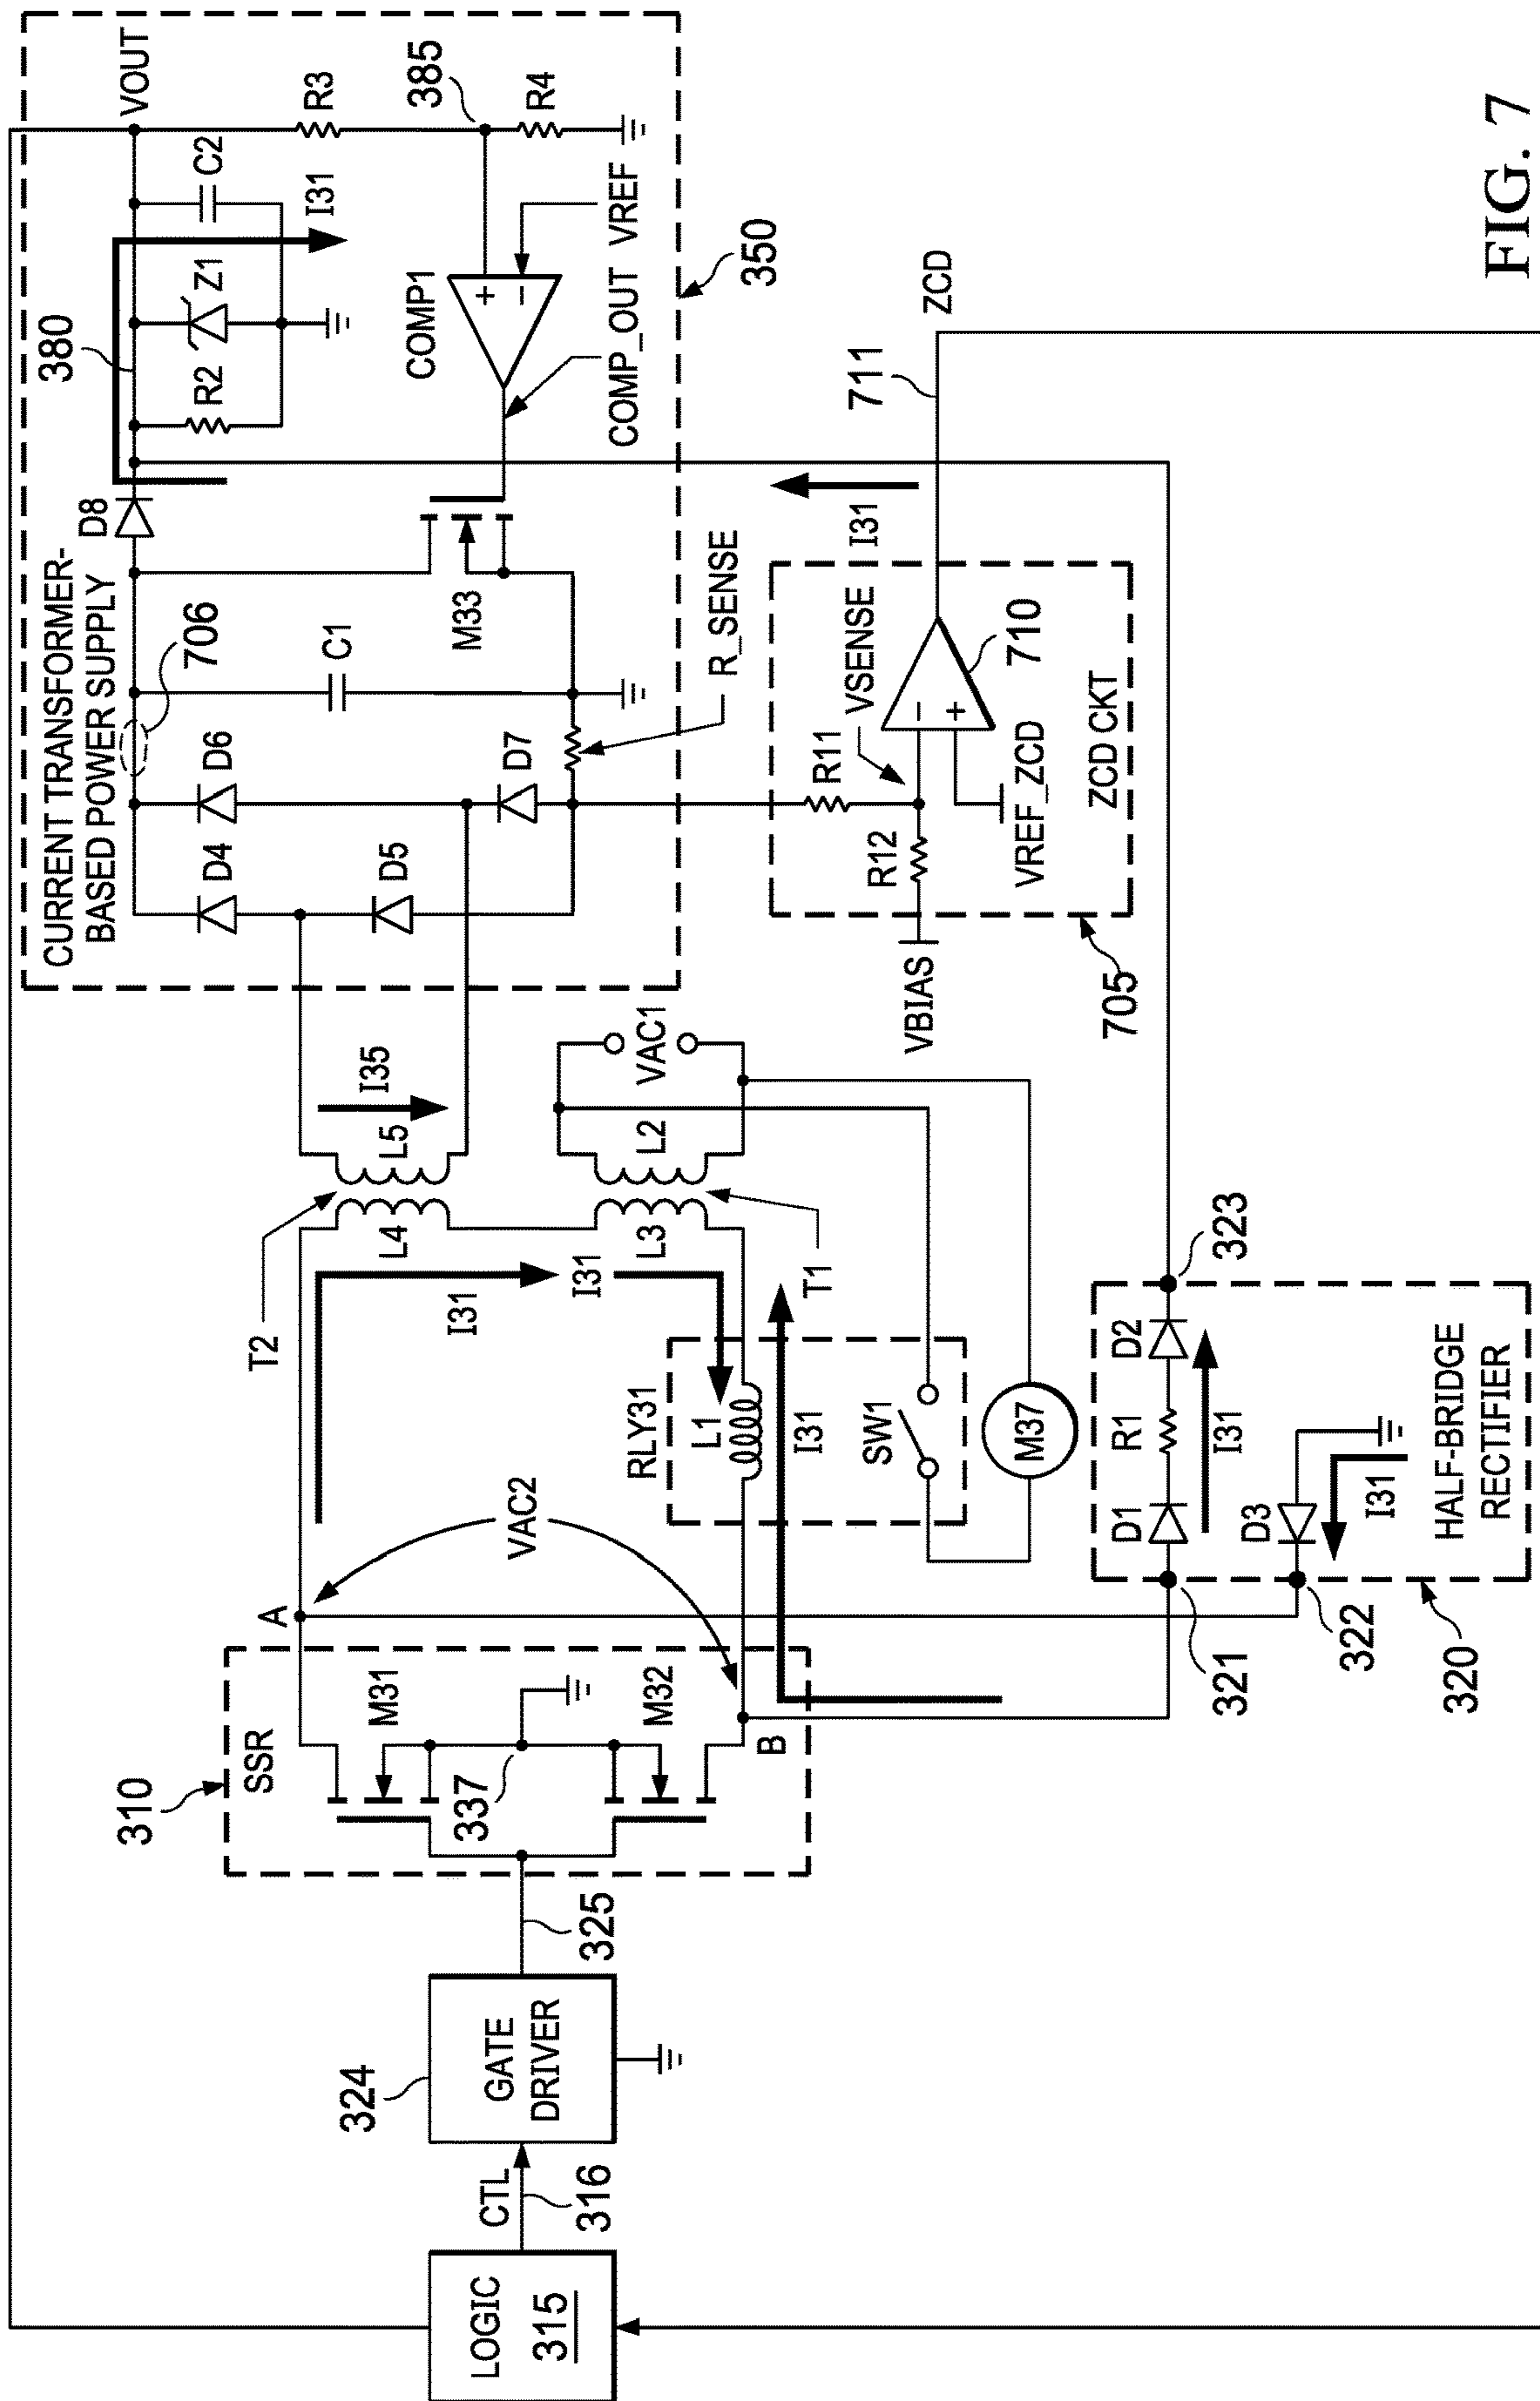 CURRENT TRANSFORMER-
BASED POWER SUPPLY
706
D4
D6
D5
D7
C1
D8
M33
R_SENSE
380
R2
Z1
C2
I31
VOUT
R3
385
R4
COMP1
+
−
VREF
COMP_OUT
350
310
SSR
M31
337
M32
A
B
VAC2
T2
L4
L5
I35
I31
I31
L3
L2
VAC1
T1
RLY31
L1
I31
SW1
M37
LOGIC
315
CTL
316
324
GATE
DRIVER
325
VBIAS
R12
R11
VSENSE
−
+
710
VREF_ZCD
ZCD CKT
705
I31
711
ZCD
321
D1
R1
D2
323
I31
D3
322
I31
HALF-BRIDGE
RECTIFIER
320
FIG. 7